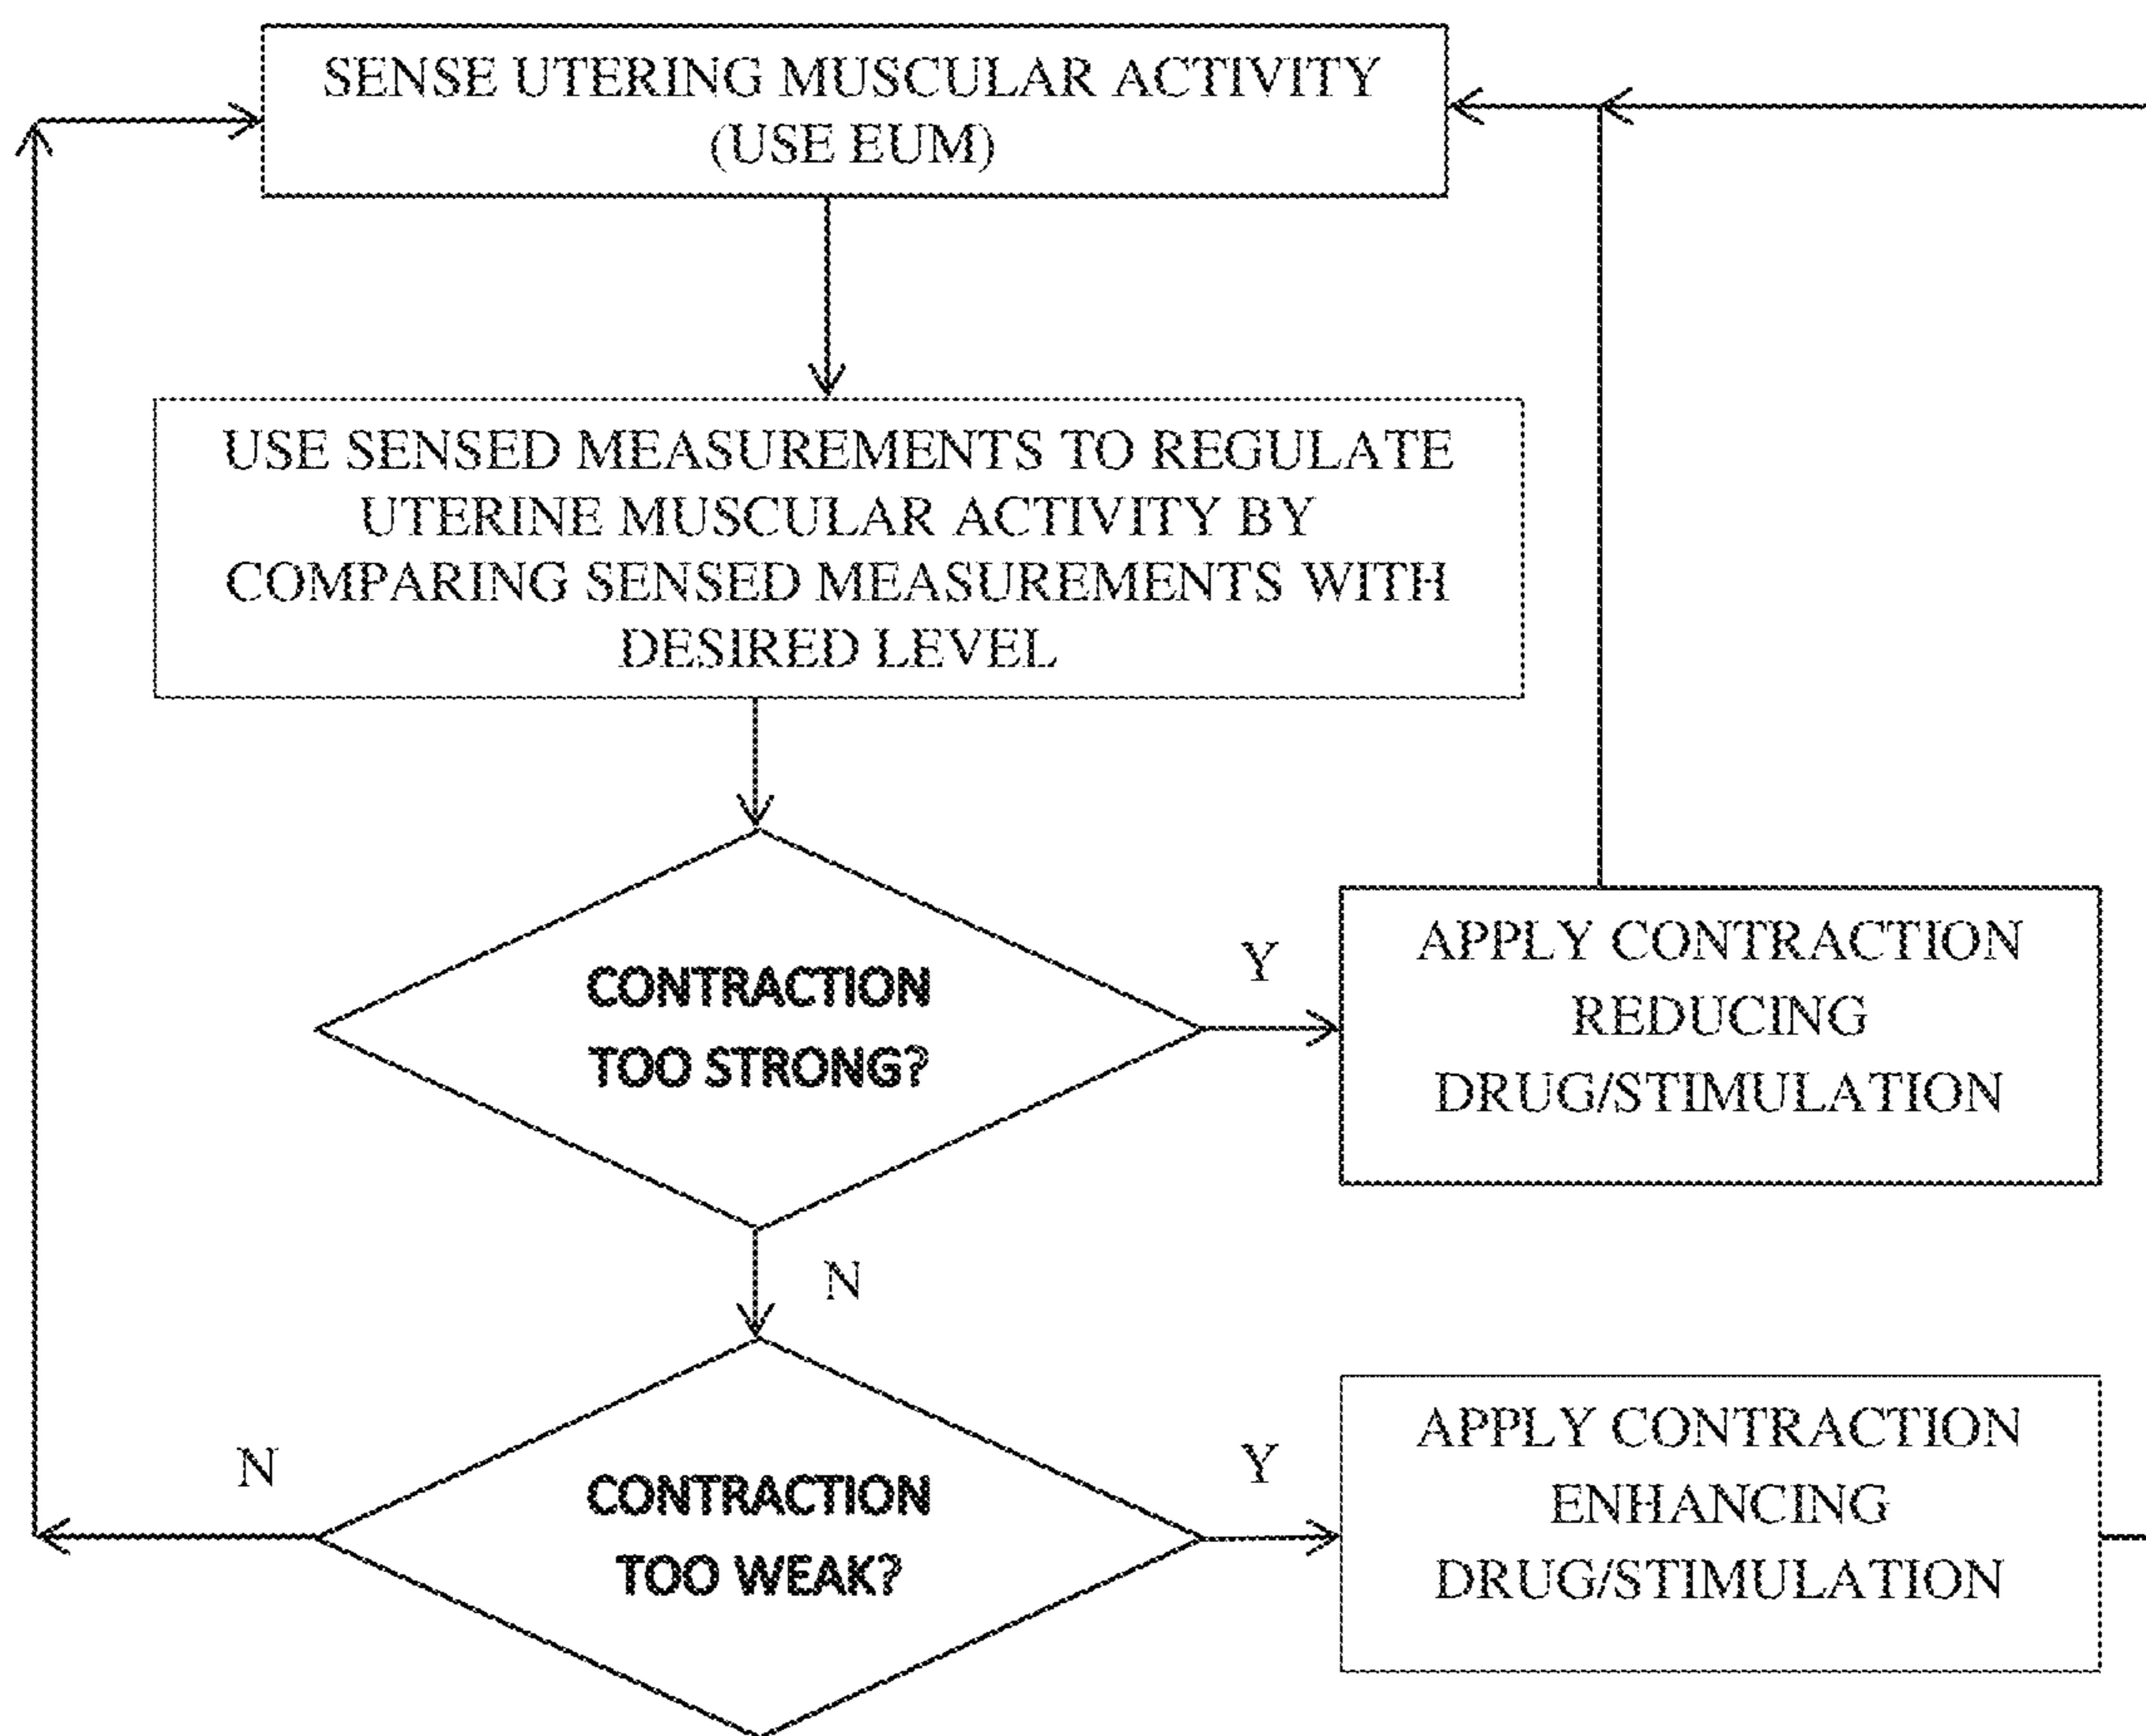 SENSE UTERING MUSCULAR ACTIVITY
(USE EUM)
USE SENSED MEASUREMENTS TO REGULATE
UTERINE MUSCULAR ACTIVITY BY
COMPARING SENSED MEASUREMENTS WITH
DESIRED LEVEL
CONTRACTION
TOO STRONG?
Y
APPLY CONTRACTION
REDUCING
DRUG/STIMULATION
N
CONTRACTION
TOO WEAK?
N
Y
APPLY CONTRACTION
ENHANCING
DRUG/STIMULATION